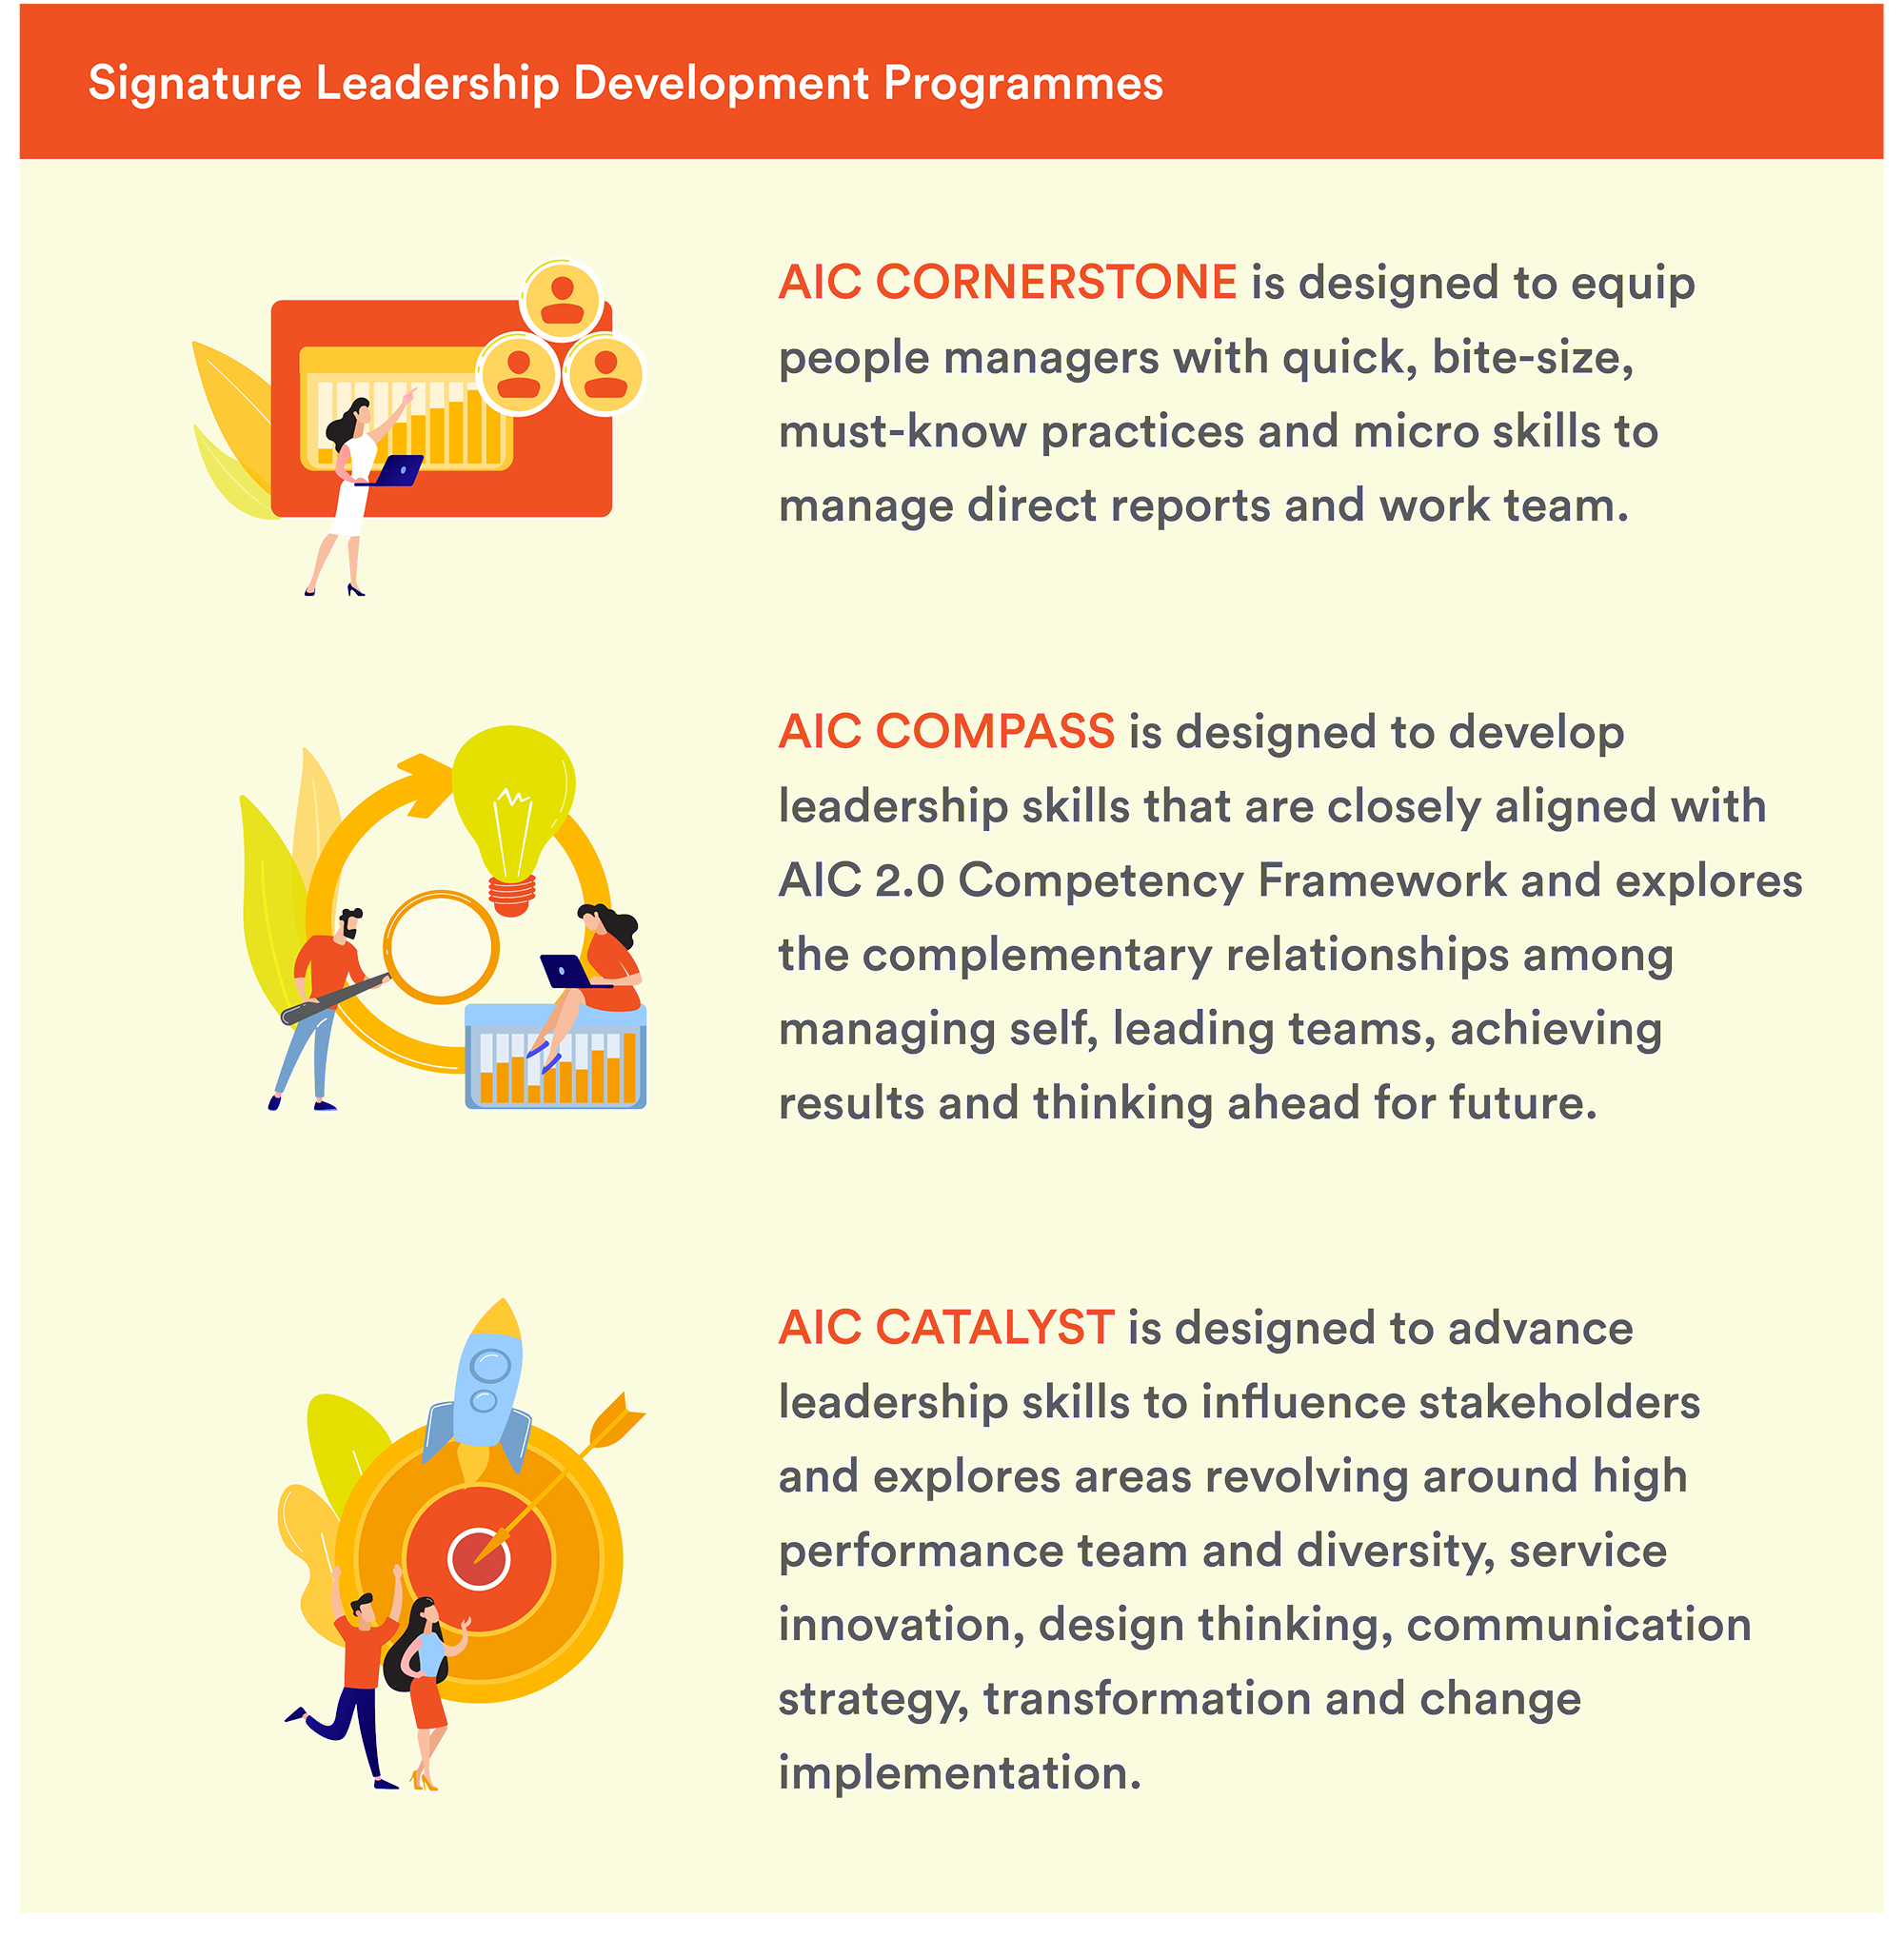 Signature Leadership Development Programmes
AIC CORNERSTONE is designed to equip
people managers with quick, bite-size,
must-know practices and micro skills to
manage direct reports and work team.
AIC COMPASS is designed to develop
leadership skills that are closely aligned with
AIC 2.0 Competency Framework and explores
the complementary relationships among
managing self, leading teams, achieving
results and thinking ahead for future.
AIC CATALYST is designed to advance
leadership skills to influence stakeholders
and explores areas revolving around high
performance team and diversity, service
innovation, design thinking, communication
strategy, transformation and change
implementation.